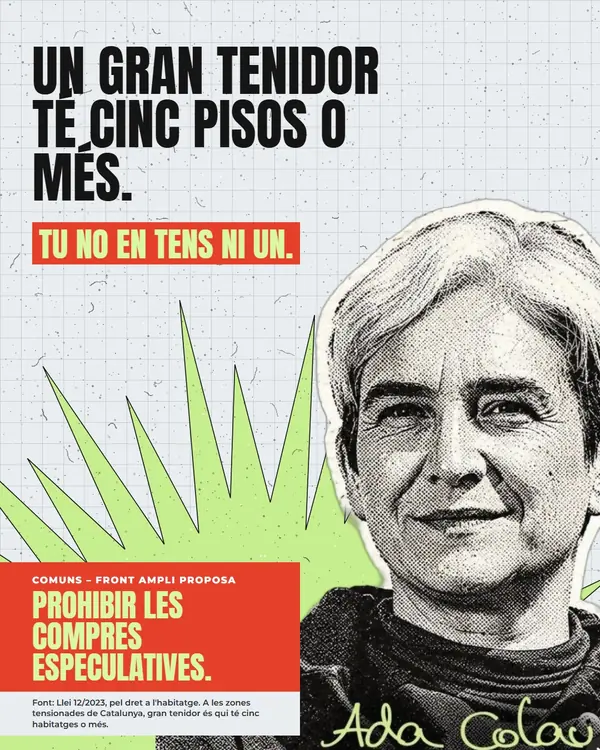 UN GRAN TENIDOR
TÉ CINC PISOS O
MÉS.
TU NO EN TENS NI UN.
COMUNS – FRONT AMPLI PROPOSA
PROHIBIR LES
COMPRES
ESPECULATIVES.
Font: Llei 12/2023, pel dret a l'habitatge. A les zones
tensionades de Catalunya, gran tenidor és qui té cinc
habitatges o més.
Ada Colau